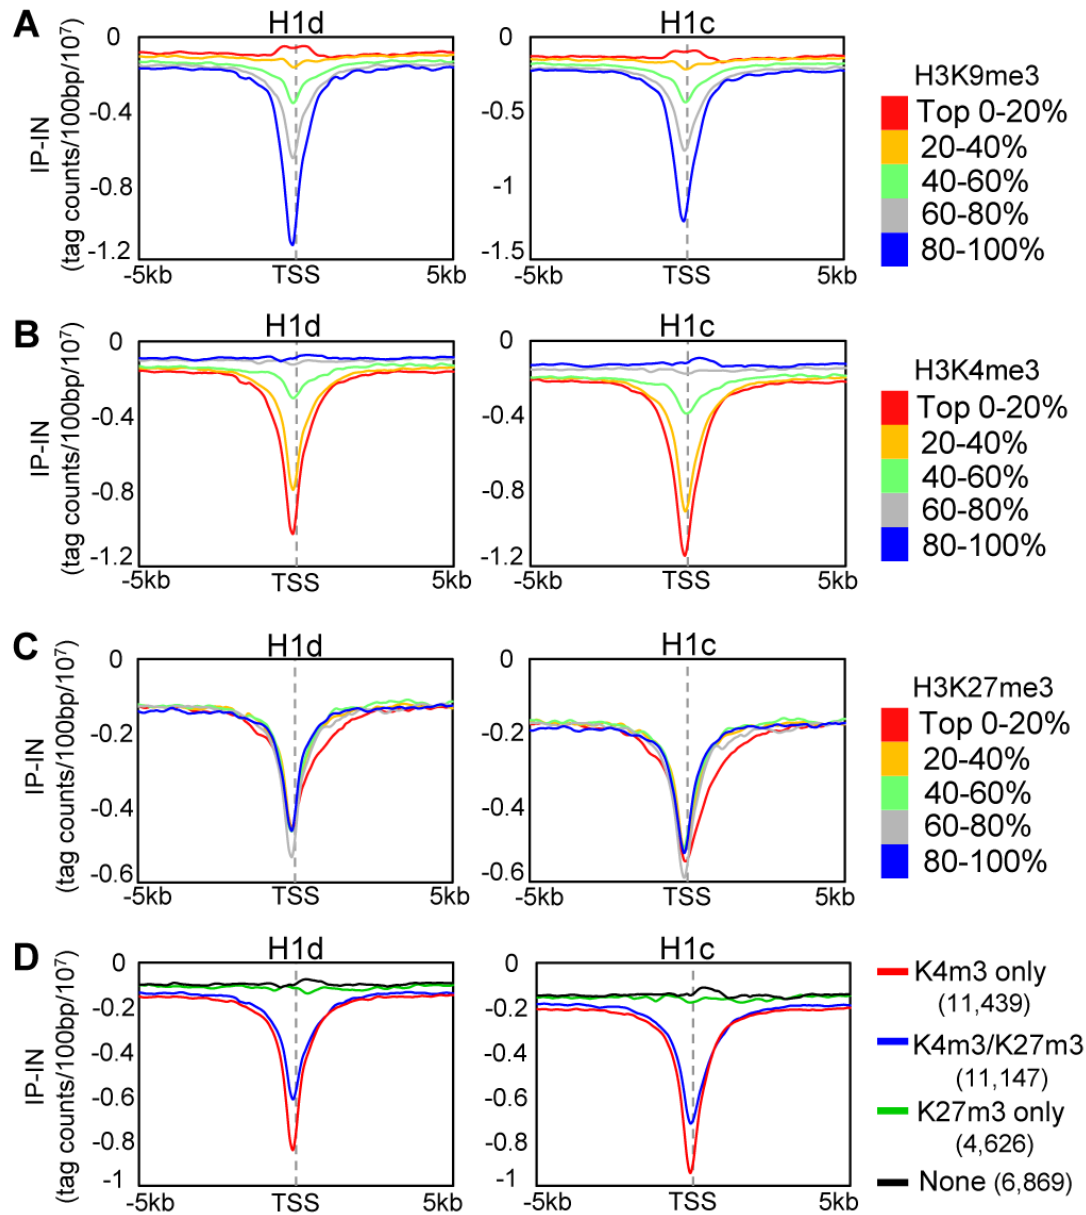 A
H1d
H1c
IP-IN
(tag counts/100bp/10⁷)
0
-0.4
-0.8
-1.2
-5kb
TSS
5kb
0
-0.5
-1
-1.5
-5kb
TSS
5kb
H3K9me3
Top 0-20%
20-40%
40-60%
60-80%
80-100%
B
H1d
H1c
IP-IN
(tag counts/100bp/10⁷)
0
-0.4
-0.8
-1.2
-5kb
TSS
5kb
0
-0.4
-0.8
-1.2
-5kb
TSS
5kb
H3K4me3
Top 0-20%
20-40%
40-60%
60-80%
80-100%
C
H1d
H1c
IP-IN
(tag counts/100bp/10⁷)
0
-0.2
-0.4
-0.6
-5kb
TSS
5kb
0
-0.2
-0.4
-0.6
-5kb
TSS
5kb
H3K27me3
Top 0-20%
20-40%
40-60%
60-80%
80-100%
D
H1d
H1c
IP-IN
(tag counts/100bp/10⁷)
0
-0.2
-0.4
-0.6
-0.8
-1
-5kb
TSS
5kb
0
-0.2
-0.4
-0.6
-0.8
-1
-5kb
TSS
5kb
K4m3 only
(11,439)
K4m3/K27m3
(11,147)
K27m3 only
(4,626)
None (6,869)